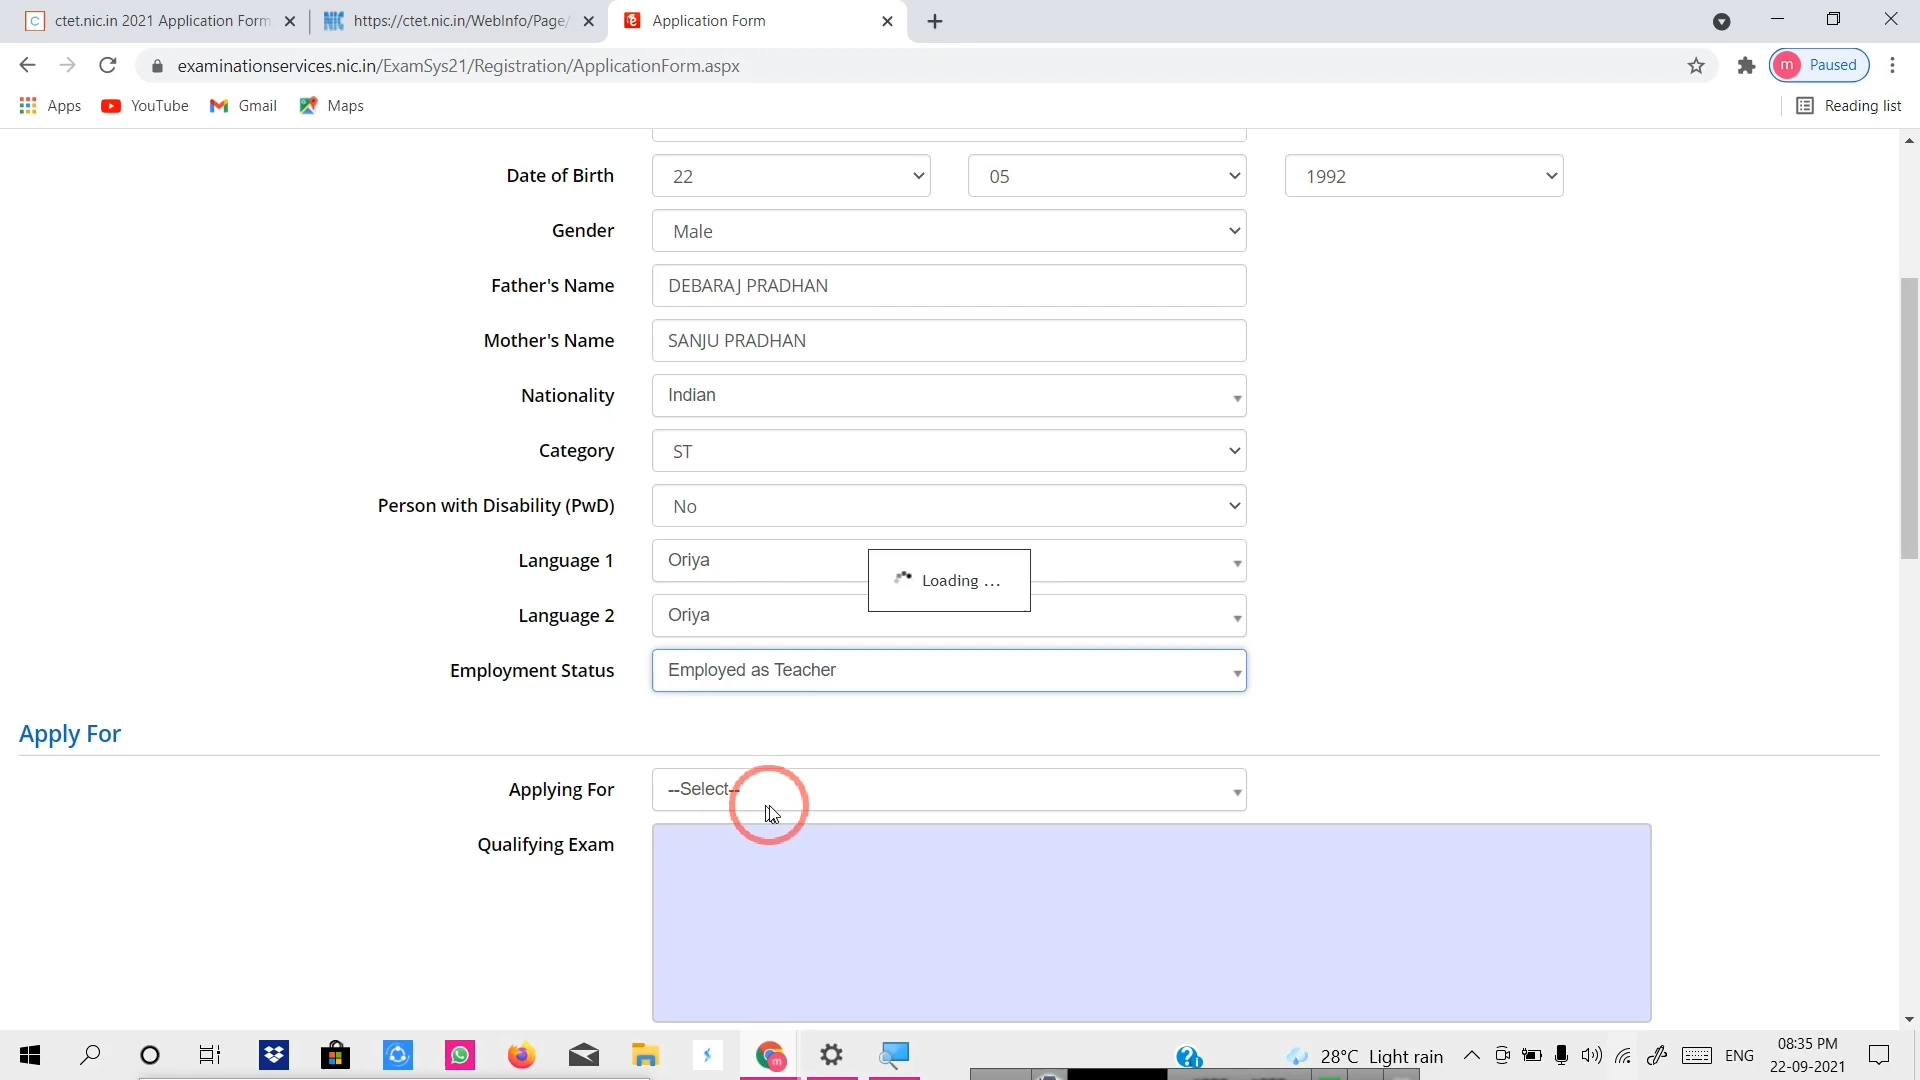 ctet.nic.in 2021 Application Form
https://ctet.nic.in/WebInfo/Page/
Application Form
examinationservices.nic.in/ExamSys21/Registration/ApplicationForm.aspx
m Paused
Apps YouTube Gmail Maps Reading list
Date of Birth 22 05 1992
Gender Male
Father's Name DEBARAJ PRADHAN
Mother's Name SANJU PRADHAN
Nationality Indian
Category ST
Person with Disability (PwD) No
Language 1 Oriya
Loading ...
Language 2 Oriya
Employment Status Employed as Teacher
Apply For
Applying For --Select--
Qualifying Exam
28°C Light rain ENG 08:35 PM
22-09-2021